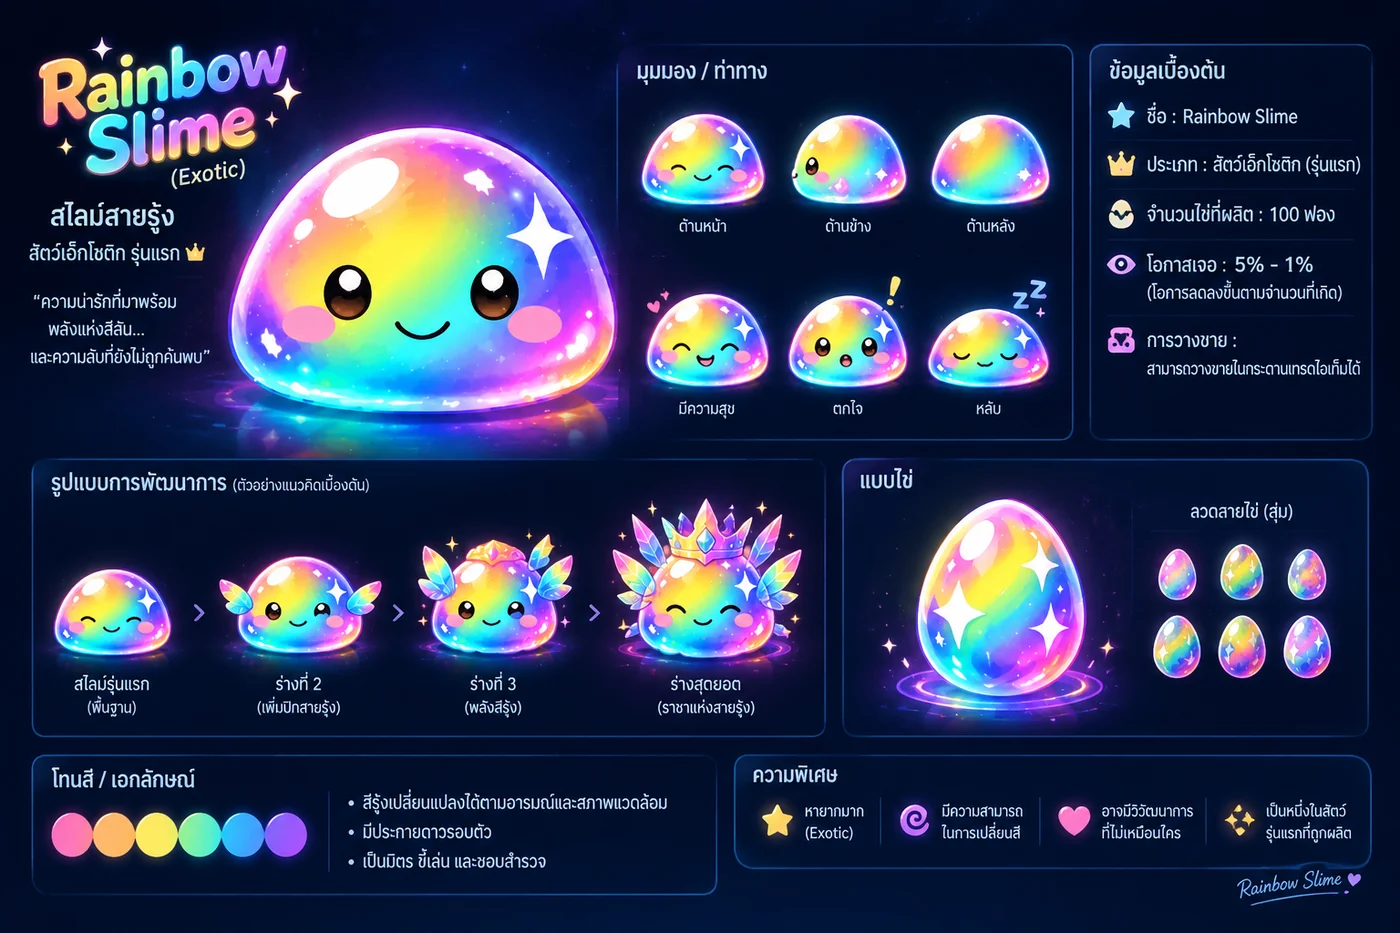 Rainbow
Slime
(Exotic)
สไลม์สายรุ้ง
สัตว์เอ็กโซติก รุ่นแรก
“ความน่ารักที่มาพร้อม
พลังแห่งสีสัน...
และความลับที่ยังไม่ถูกค้นพบ”
มุมมอง / ท่าทาง
ด้านหน้า
ด้านข้าง
ด้านหลัง
!
z z
มีความสุข
ตกใจ
หลับ
ข้อมูลเบื้องต้น
ชื่อ : Rainbow Slime
ประเภท : สัตว์เอ็กโซติก (รุ่นแรก)
จำนวนไข่ที่ผลิต : 100 ฟอง
โอกาสเจอ : 5% - 1%
(โอการลดลงขึ้นตามจำนวนที่เกิด)
การวางขาย :
สามารถวางขายในกระดานเทรดไอเท็มได้
รูปแบบการพัฒนาการ (ตัวอย่างแนวคิดเบื้องต้น)
สไลม์รุ่นแรก
(พื้นฐาน)
ร่างที่ 2
(เพิ่มปีกสายรุ้ง)
ร่างที่ 3
(พลังสีรุ้ง)
ร่างสุดยอด
(ราชาแห่งสายรุ้ง)
แบบไข่
ลวดสายไข่ (สุ่ม)
โทนสี / เอกลักษณ์
• สีรุ้งเปลี่ยนแปลงได้ตามอารมณ์และสภาพแวดล้อม
• มีประกายดาวรอบตัว
• เป็นมิตร ขี้เล่น และชอบสำรวจ
ความพิเศษ
หายากมาก
(Exotic)
มีความสามารถ
ในการเปลี่ยนสี
อาจมีวิวัฒนาการ
ที่ไม่เหมือนใคร
เป็นหนึ่งในสัตว์
รุ่นแรกที่ถูกผลิต
Rainbow Slime